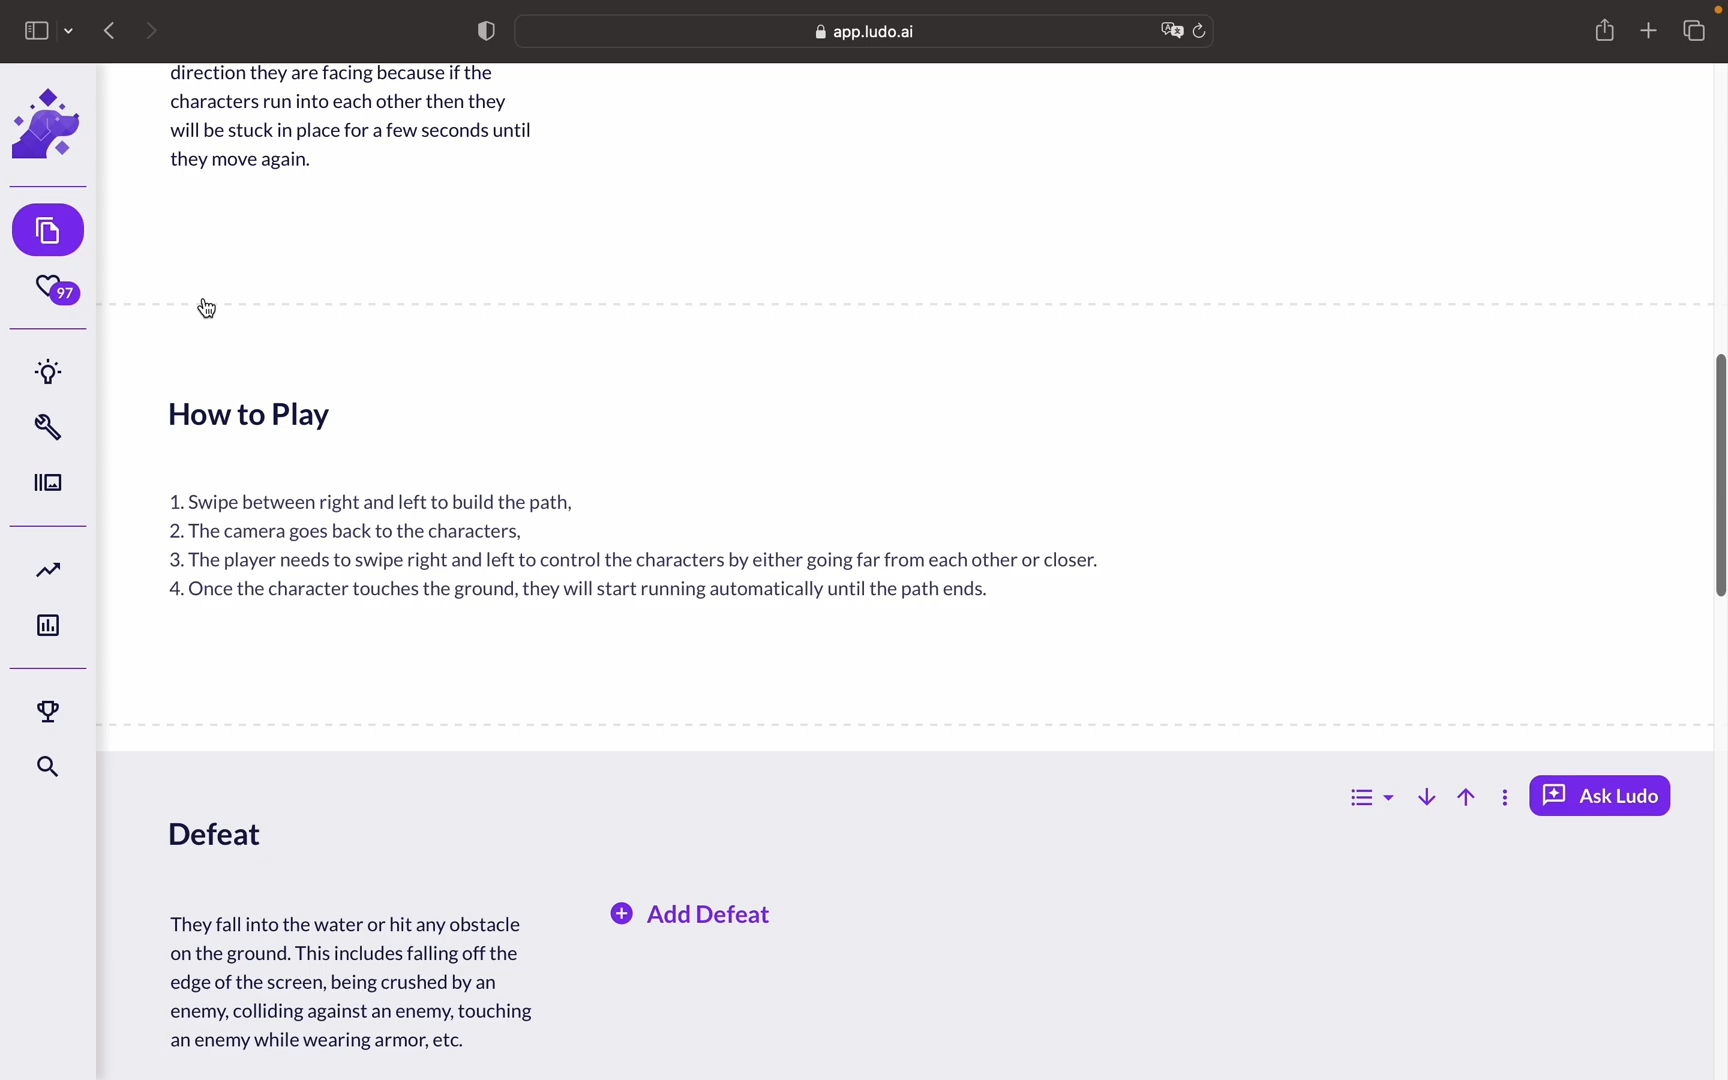 app.ludo.ai
direction they are facing because if the
characters run into each other then they
will be stuck in place for a few seconds until
they move again.
97
How to Play
1. Swipe between right and left to build the path,
2. The camera goes back to the characters,
3. The player needs to swipe right and left to control the characters by either going far from each other or closer.
4. Once the character touches the ground, they will start running automatically until the path ends.
Ask Ludo
Defeat
Add Defeat
They fall into the water or hit any obstacle
on the ground. This includes falling off the
edge of the screen, being crushed by an
enemy, colliding against an enemy, touching
an enemy while wearing armor, etc.